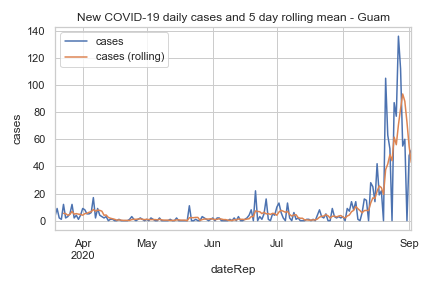 New COVID-19 daily cases and 5 day rolling mean - Guam
cases
cases (rolling)
140
120
100
80
60
40
20
0
cases
Apr
2020
May
Jun
Jul
Aug
Sep
dateRep